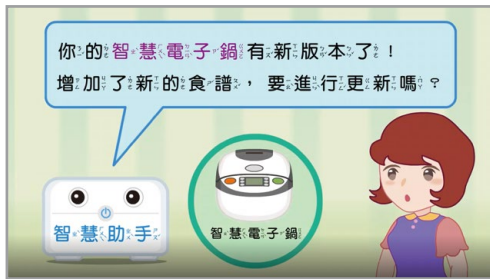 你的智慧電子鍋有新版本了！
增加了新的食譜，要進行更新嗎？
智慧助手
智慧電子鍋